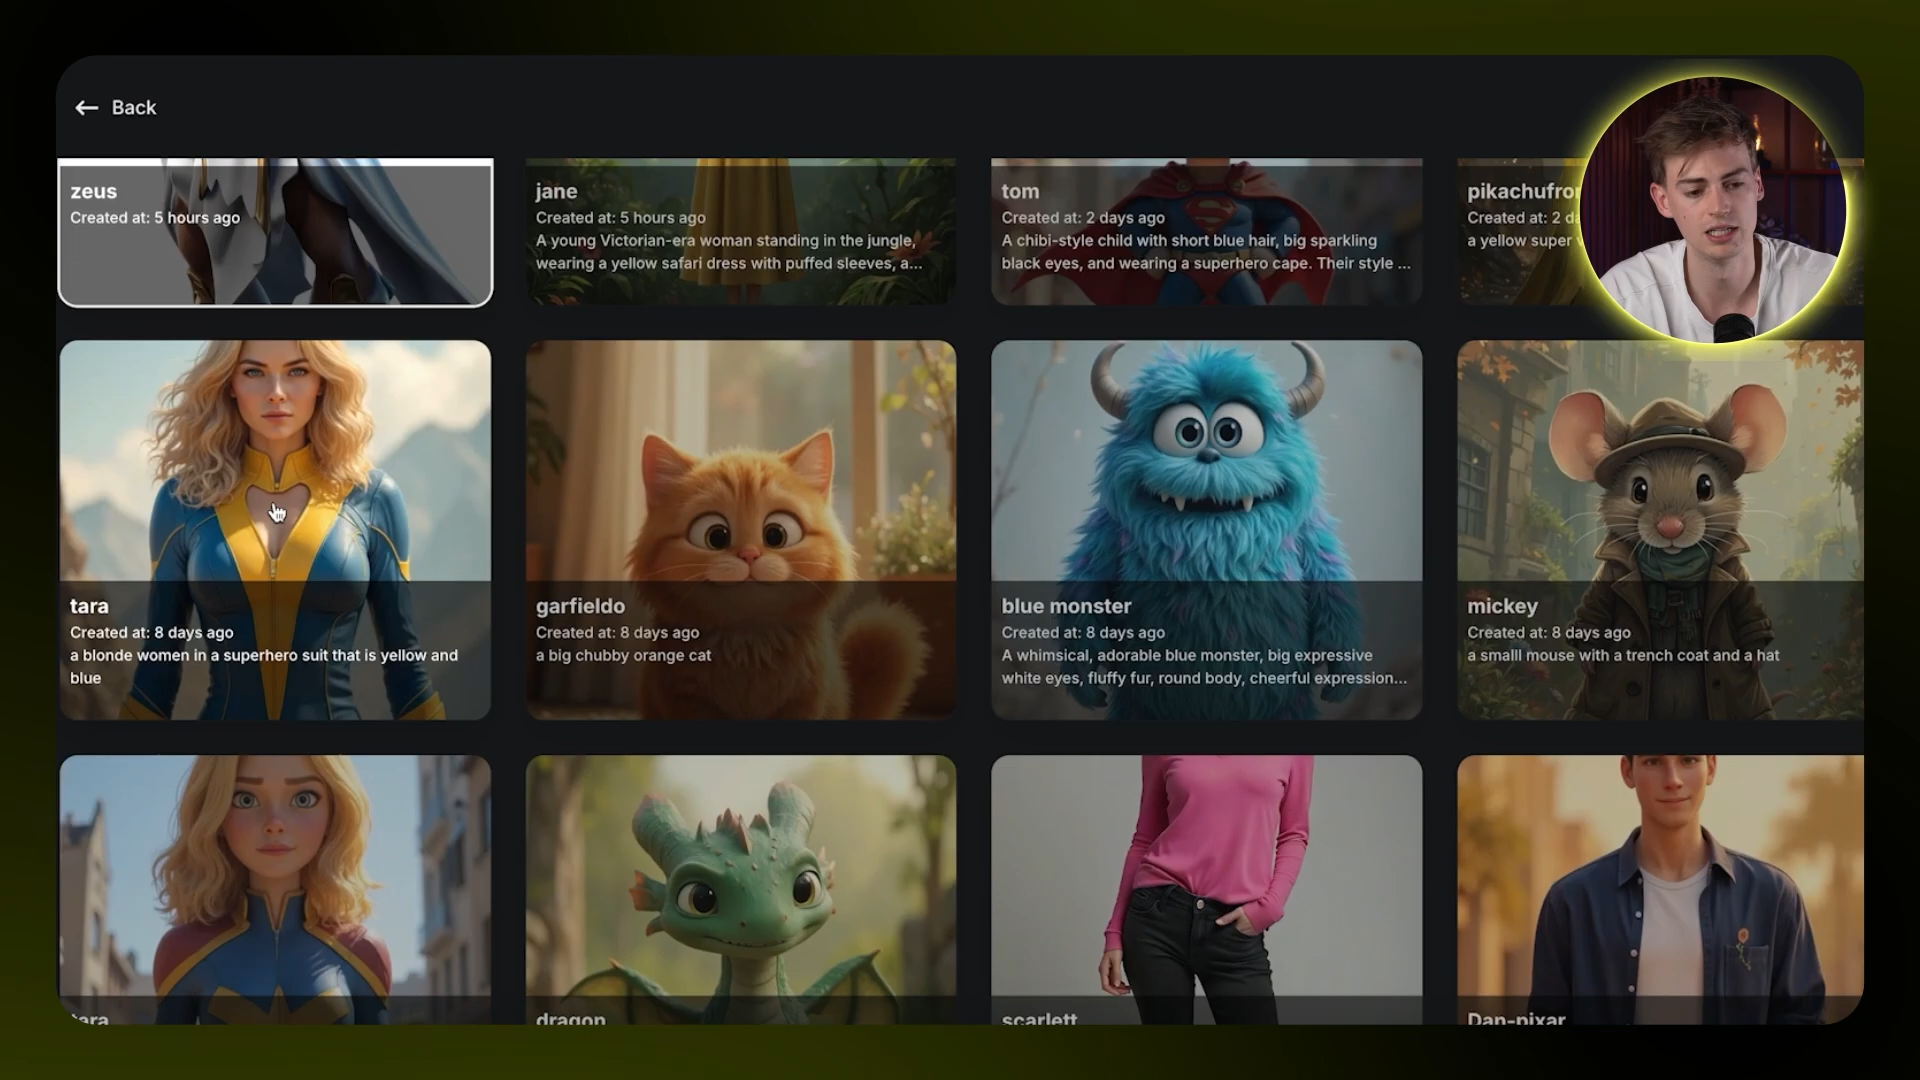 Back
zeus
Created at: 5 hours ago
jane
Created at: 5 hours ago
A young Victorian-era woman standing in the jungle,
wearing a yellow safari dress with puffed sleeves, a...
tom
Created at: 2 days ago
A chibi-style child with short blue hair, big sparkling
black eyes, and wearing a superhero cape. Their style ...
Created at: 2
a yellow super
tara
Created at: 8 days ago
a blonde women in a superhero suit that is yellow and
blue
garfieldo
Created at: 8 days ago
a big chubby orange cat
blue monster
Created at: 8 days ago
A whimsical, adorable blue monster, big expressive
white eyes, fluffy fur, round body, cheerful expression...
mickey
Created at: 8 days ago
a smalll mouse with a trench coat and a hat
dragon
scarlett
Dan-pixar